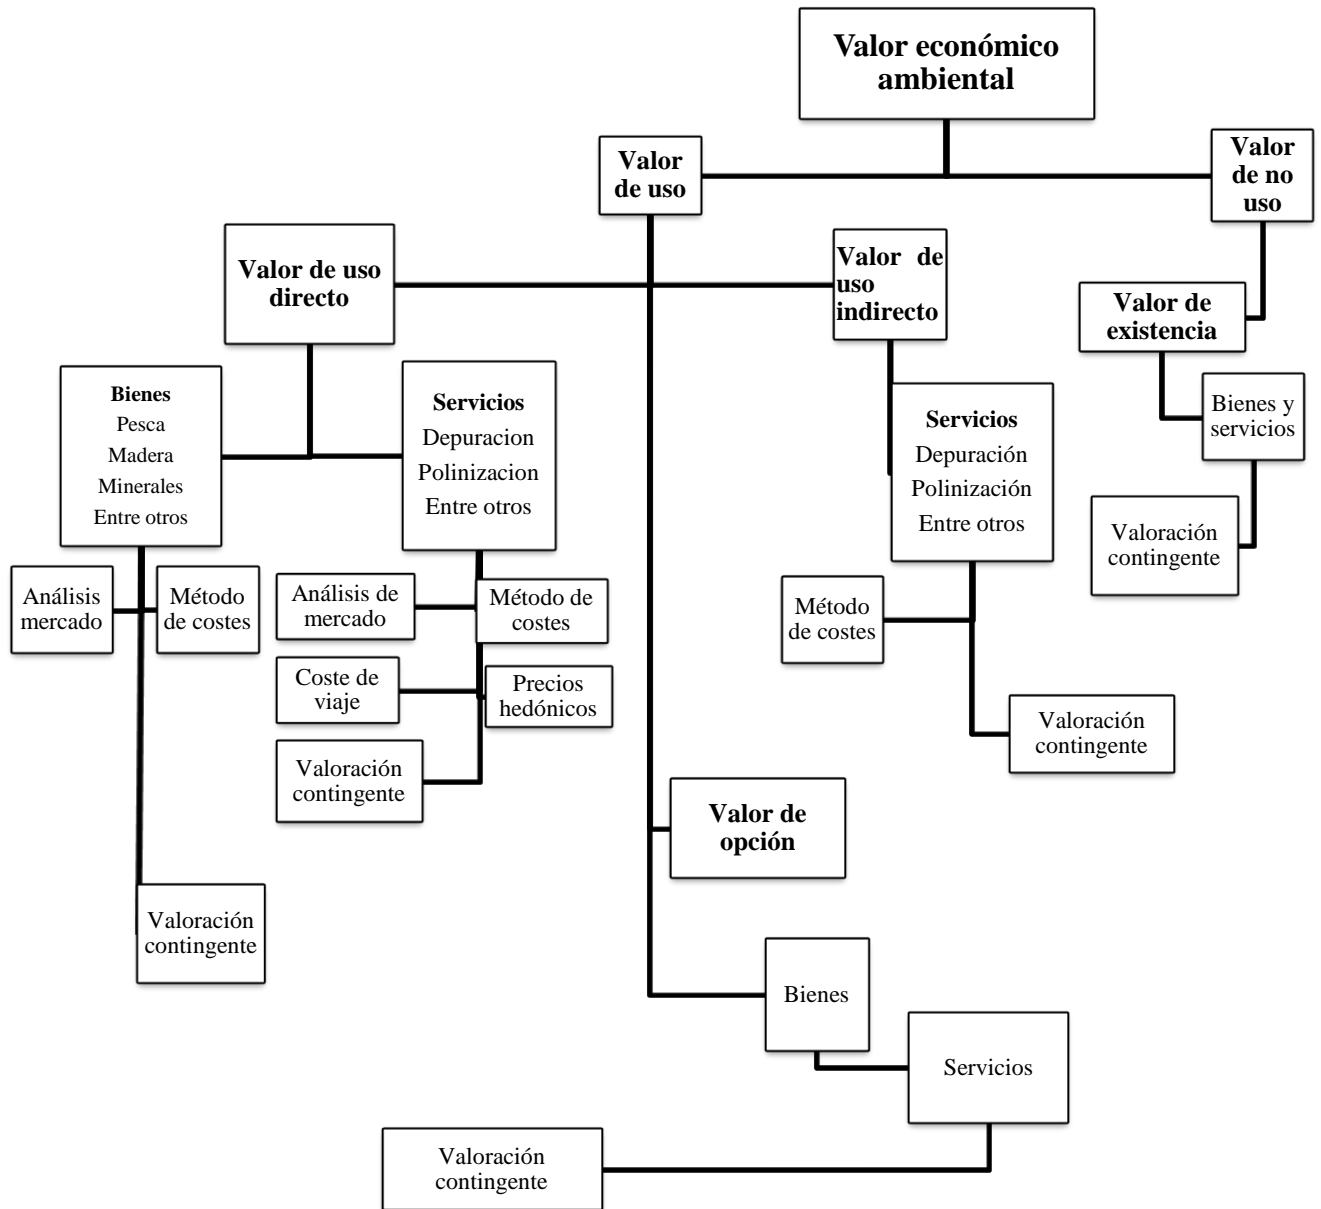 Valor económico
ambiental
Valor
de uso
Valor
de no
uso
Valor de uso
directo
Valor de
uso
indirecto
Valor de
existencia
Bienes
Pesca
Madera
Minerales
Entre otros
Servicios
Depuracion
Polinizacion
Entre otros
Servicios
Depuración
Polinización
Entre otros
Bienes y
servicios
Valoración
contingente
Análisis
mercado
Método
de costes
Análisis de
mercado
Método de
costes
Método
de costes
Coste de
viaje
Precios
hedónicos
Valoración
contingente
Valoración
contingente
Valor de
opción
Valoración
contingente
Bienes
Servicios
Valoración
contingente